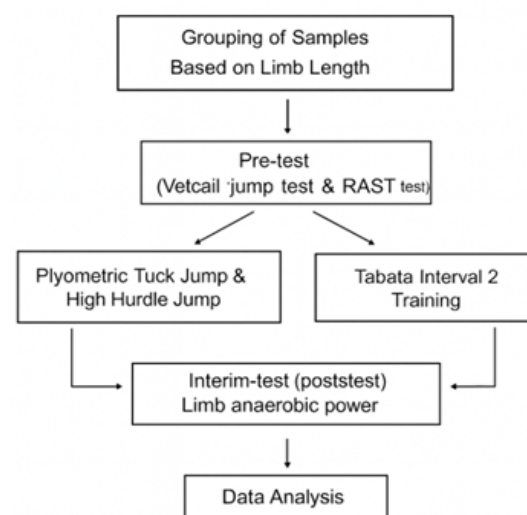 Grouping of Samples
Based on Limb Length
Pre-test
(Vetcail jump test & RAST test)
Plyometric Tuck Jump &
High Hurdle Jump
Tabata Interval 2
Training
Interim-test (poststest)
Limb anaerobic power
Data Analysis